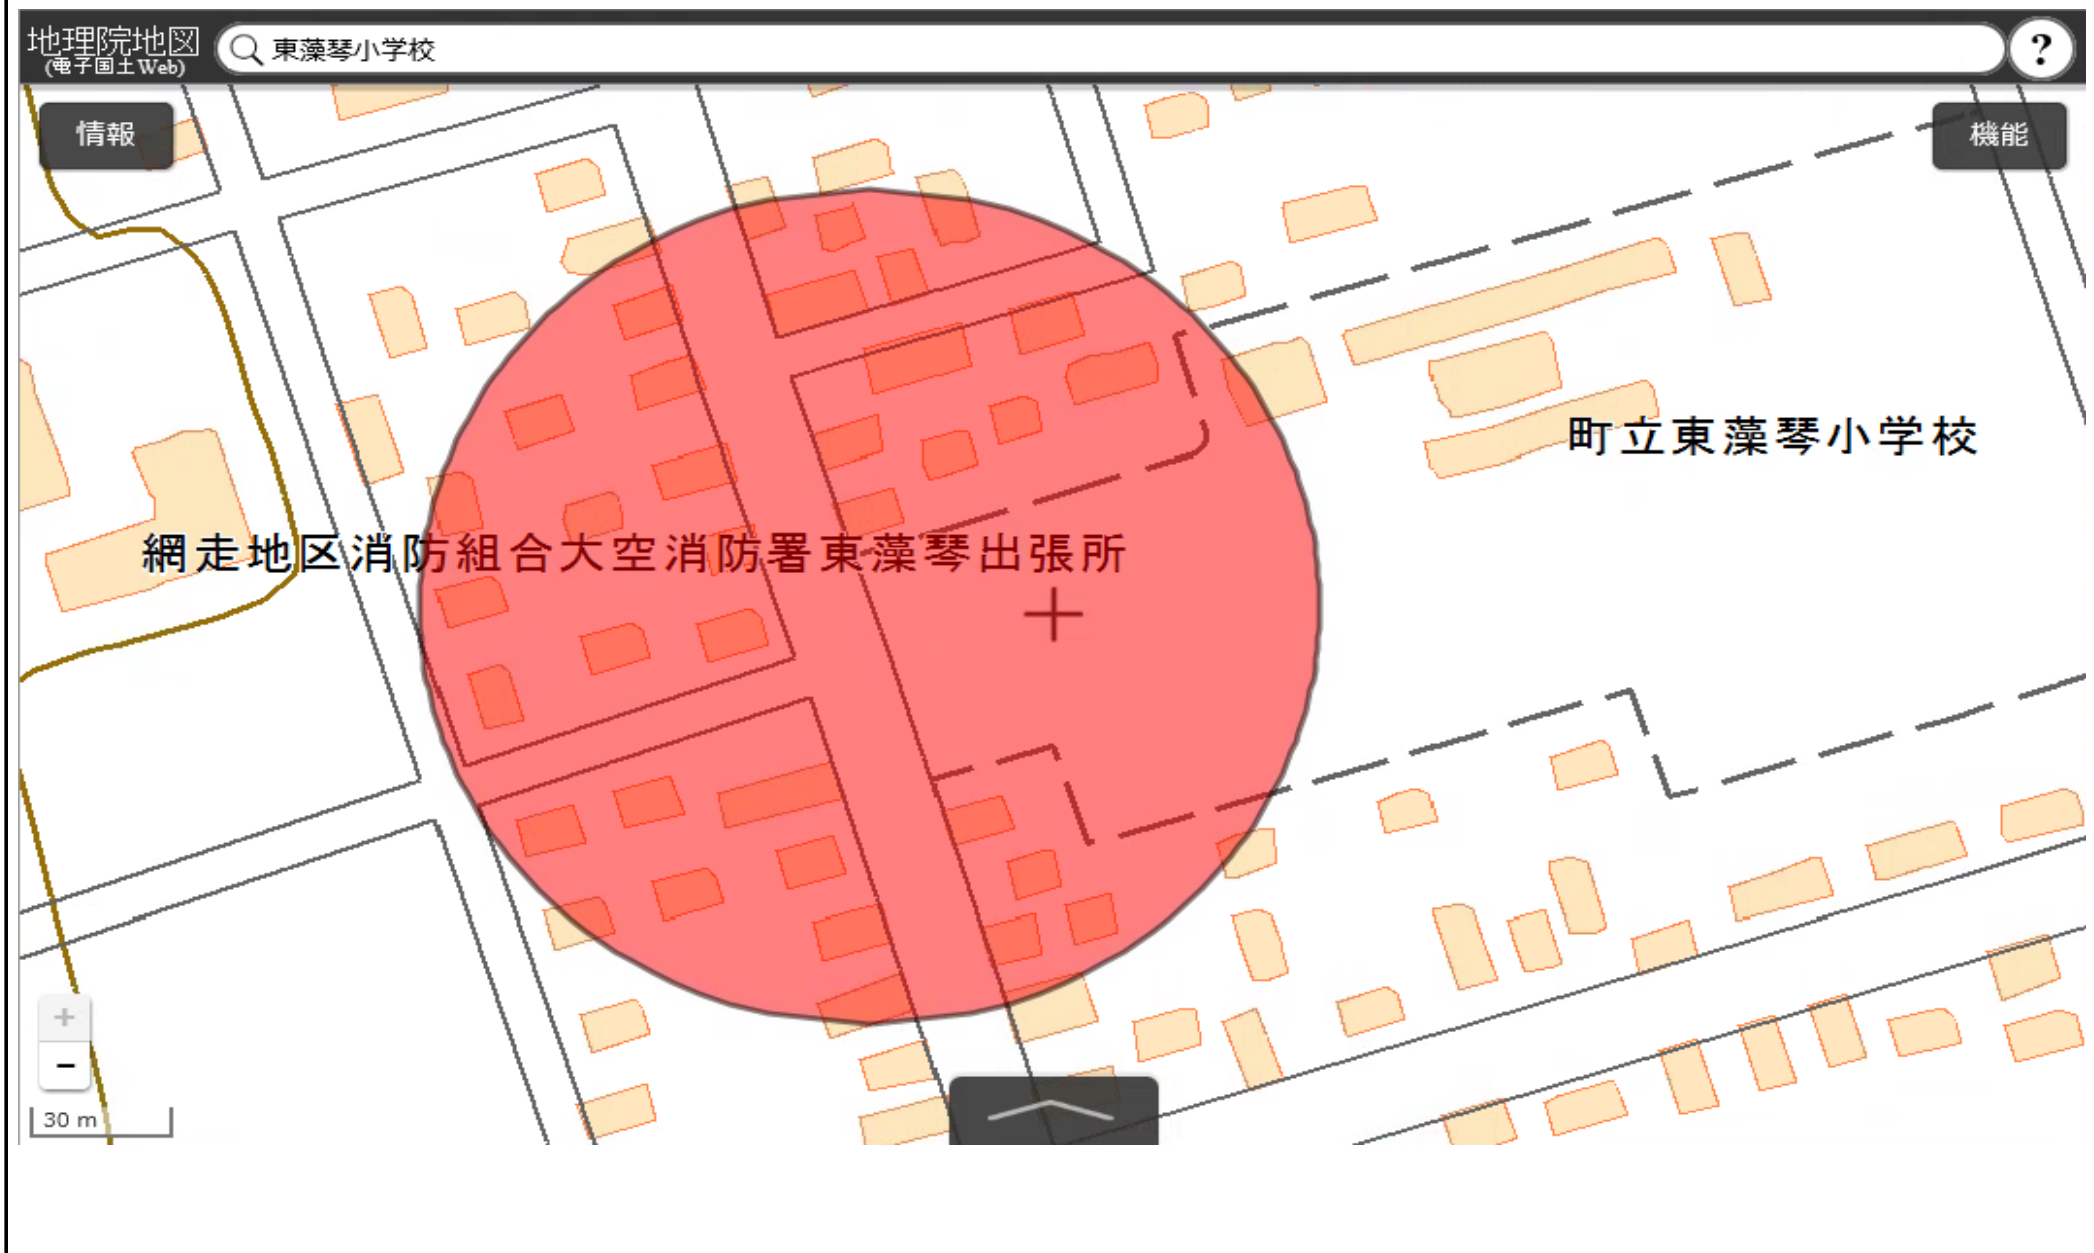 地理院地図
(電子国土Web)
東藻琴小学校
?
情報
機能
町立東藻琴小学校
網走地区消防組合大空消防署東藻琴出張所
+
−
30 m